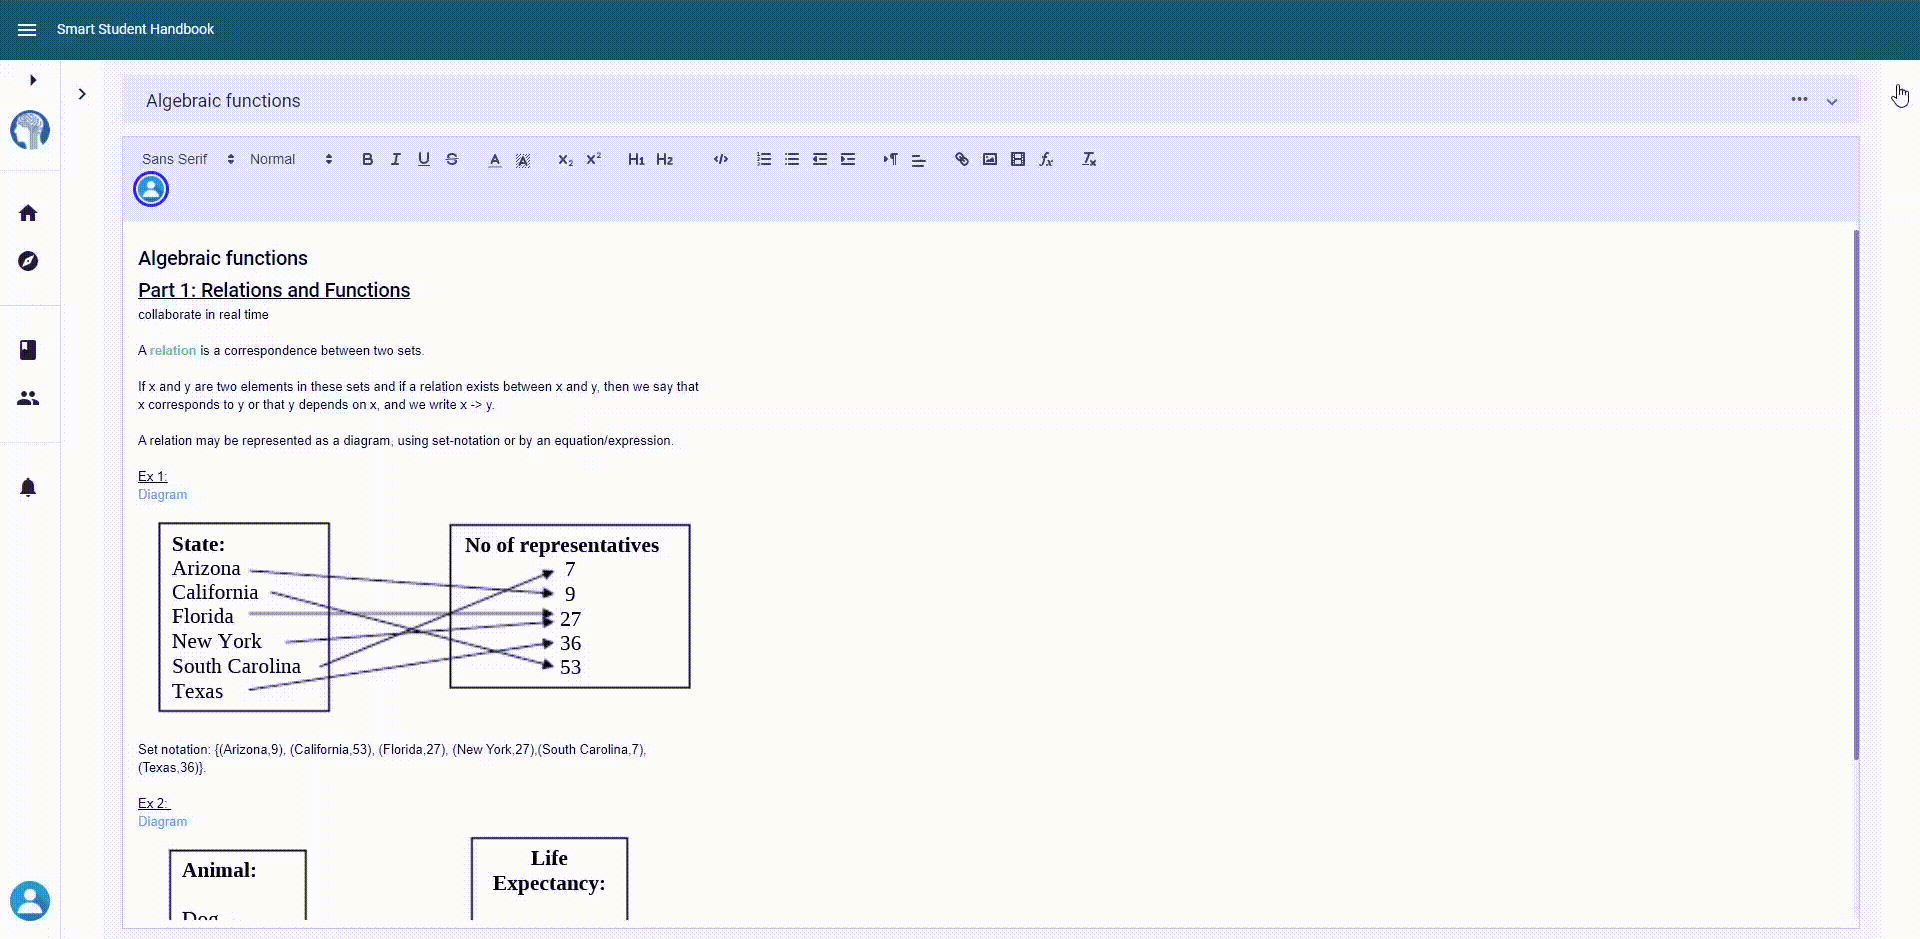 Smart Student Handbook
Algebraic functions
Sans Serif Normal B I U S A A X₂ X² H₁ H₂
Algebraic functions
Part 1: Relations and Functions
collaborate in real time
A relation is a correspondence between two sets.
If x and y are two elements in these sets and if a relation exists between x and y, then we say that
x corresponds to y or that y depends on x, and we write x -> y.
A relation may be represented as a diagram, using set-notation or by an equation/expression.
Ex 1:
Diagram
State:
Arizona
California
Florida
New York
South Carolina
Texas
No of representatives
7
9
27
36
53
Set notation: {(Arizona,9), (California,53), (Florida,27), (New York,27),(South Carolina,7),
(Texas,36)}.
Ex 2:
Diagram
Animal:
Dog
Life
Expectancy: